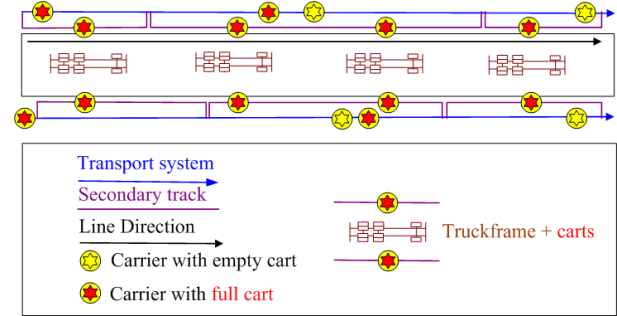 Transport system
Secondary track
Line Direction
Truckframe + carts
Carrier with empty cart
Carrier with full cart